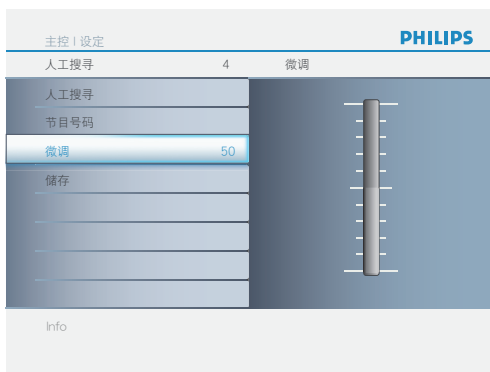 主控 | 设定
PHILIPS
人工搜寻 4 微调
人工搜寻
节目号码
微调 50
储存
Info